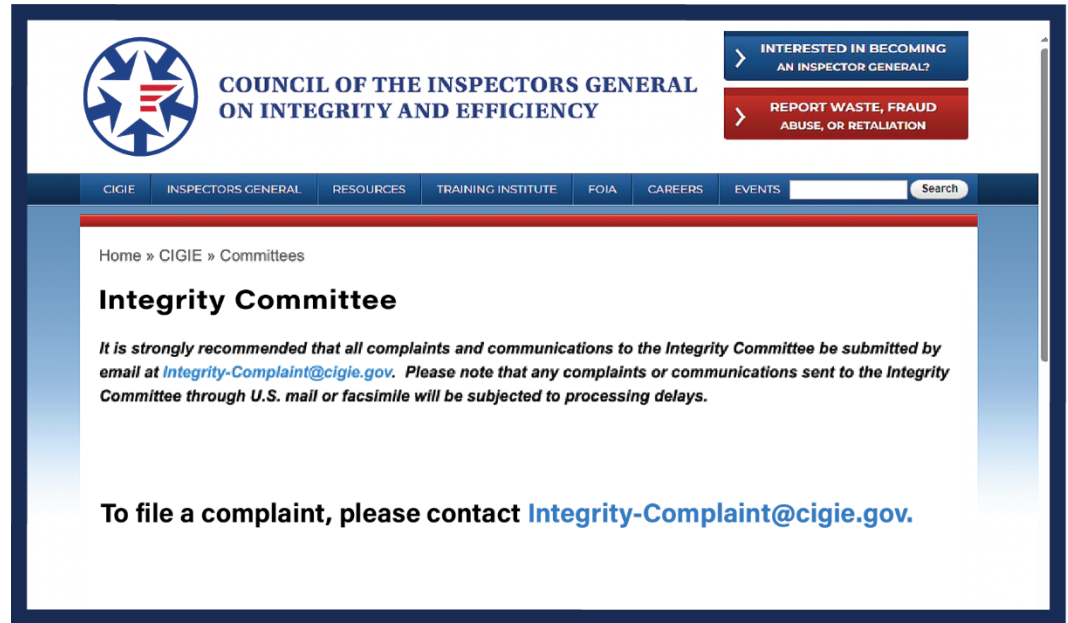 COUNCIL OF THE INSPECTORS GENERAL
ON INTEGRITY AND EFFICIENCY
INTERESTED IN BECOMING
AN INSPECTOR GENERAL?
REPORT WASTE, FRAUD
ABUSE, OR RETALIATION
CIGIE INSPECTORS GENERAL RESOURCES TRAINING INSTITUTE FOIA CAREERS EVENTS Search
Home » CIGIE » Committees
Integrity Committee
It is strongly recommended that all complaints and communications to the Integrity Committee be submitted by
email at Integrity-Complaint@cigie.gov. Please note that any complaints or communications sent to the Integrity
Committee through U.S. mail or facsimile will be subjected to processing delays.
To file a complaint, please contact Integrity-Complaint@cigie.gov.